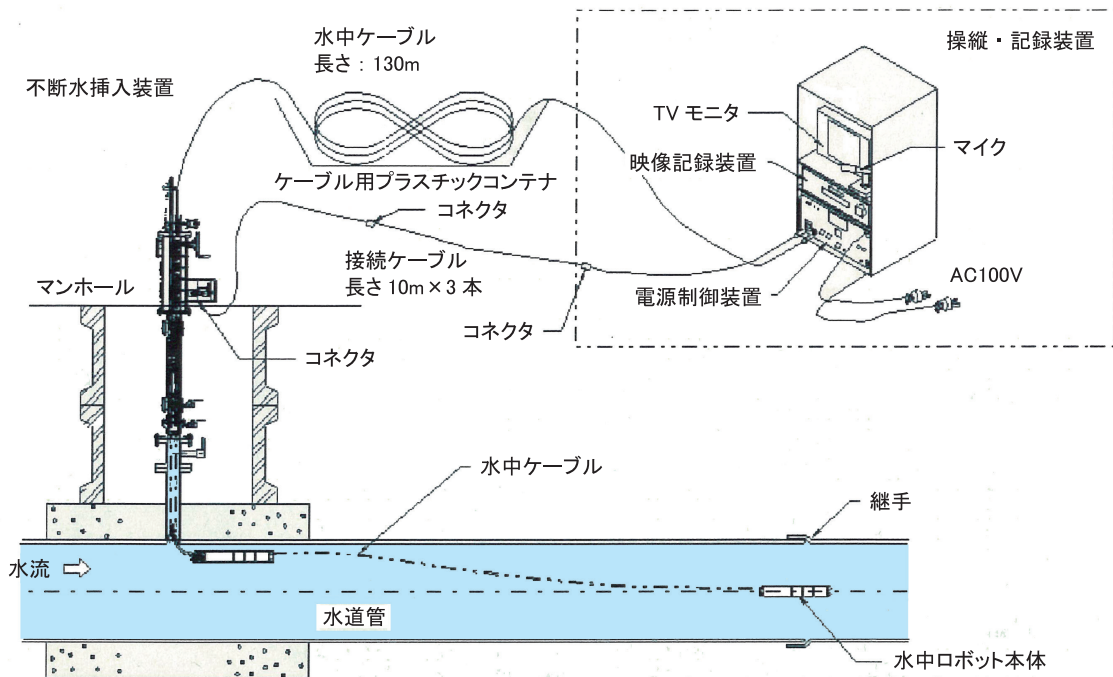 水中ケーブル
長さ：130m
操縦・記録装置
不断水挿入装置
TVモニタ
マイク
映像記録装置
ケーブル用プラスチックコンテナ
コネクタ
接続ケーブル
長さ10m×3本
マンホール
電源制御装置
AC100V
コネクタ
コネクタ
水中ケーブル
継手
水流
水道管
水中ロボット本体